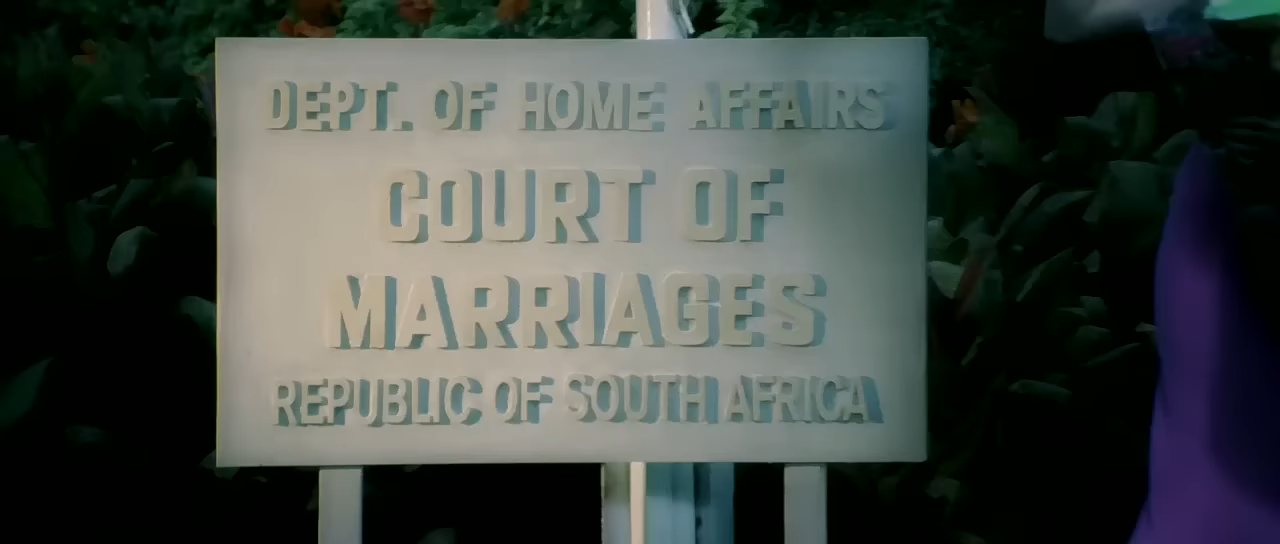 DEPT. OF HOME AFFAIRS
COURT OF
MARRIAGES
REPUBLIC OF SOUTH AFRICA